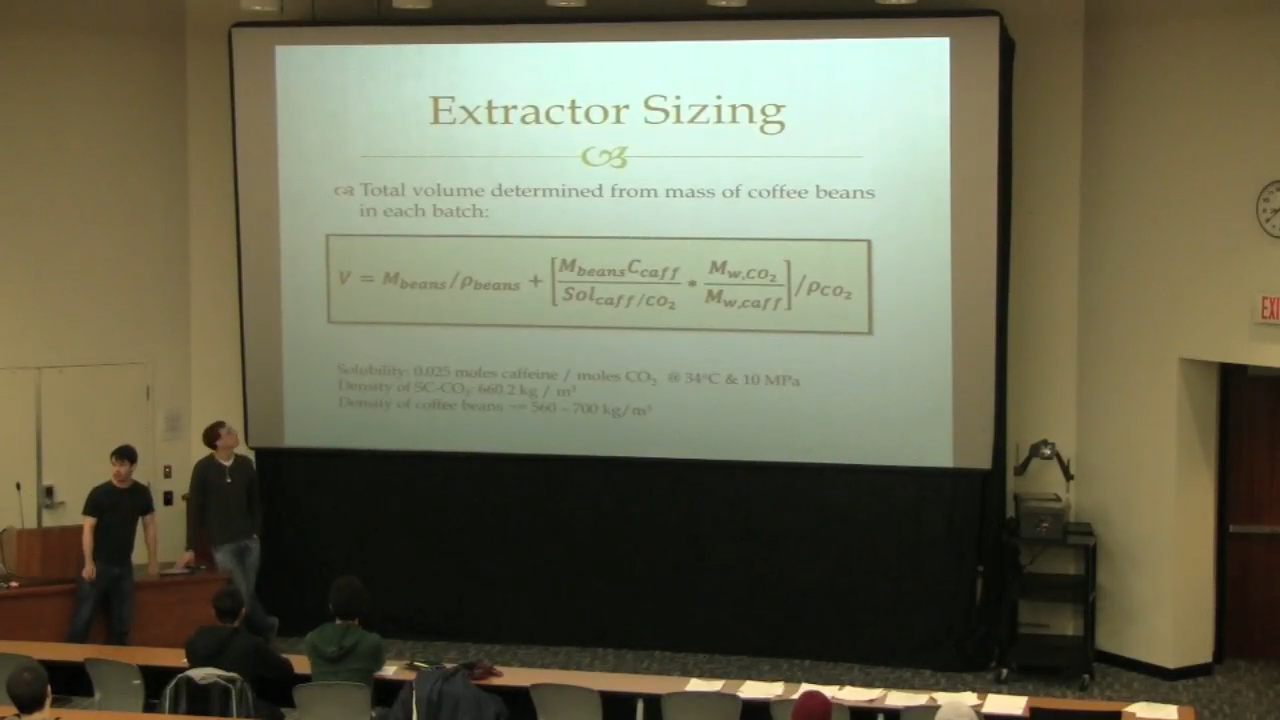 Extractor Sizing
Total volume determined from mass of coffee beans
in each batch:
V = M_beans/ρ_beans + [M_beans C_caff / Sol_caff/CO₂ * M_w,CO₂ / M_w,caff] /ρ_CO₂
Solubility: 0.025 moles caffeine / moles CO₂ @ 34°C & 10 MPa
Density of SC-CO₂: 660.2 kg / m³
Density of coffee beans ~= 560 – 700 kg/m³
EXI